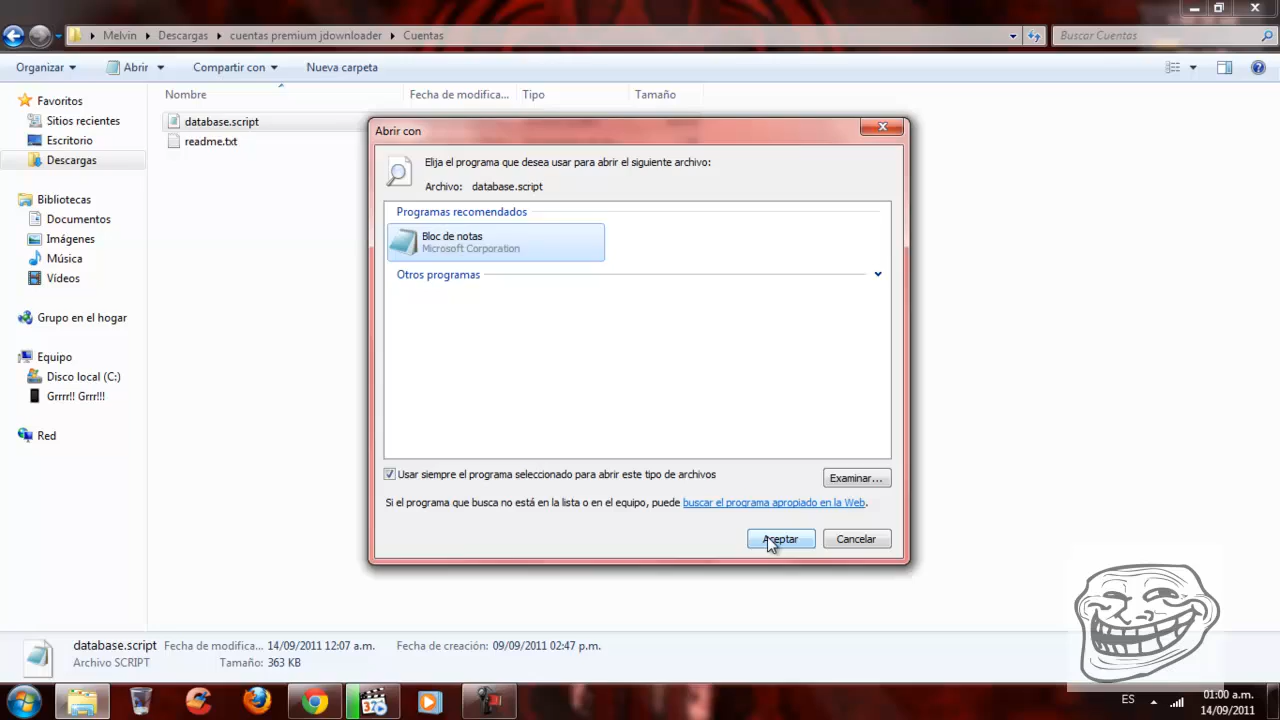 Melvin
Descargas
cuentas premium jdownloader
Cuentas
Buscar Cuentas
Organizar
Abrir
Compartir con
Nueva carpeta
Favoritos
Sitios recientes
Escritorio
Descargas
Bibliotecas
Documentos
Imágenes
Música
Vídeos
Grupo en el hogar
Equipo
Disco local (C:)
Grrrr!! Grr!!!
Red
Nombre
Fecha de modifica...
Tipo
Tamaño
database.script
readme.txt
Abrir con
Elija el programa que desea usar para abrir el siguiente archivo:
Archivo: database.script
Programas recomendados
Bloc de notas
Microsoft Corporation
Otros programas
Usar siempre el programa seleccionado para abrir este tipo de archivos
Examinar...
Si el programa que busca no está en la lista o en el equipo, puede buscar el programa apropiado en la Web.
Aceptar
Cancelar
database.script Fecha de modifica... 14/09/2011 12:07 a.m. Fecha de creación: 09/09/2011 02:47 p.m.
Archivo SCRIPT Tamaño: 363 KB
ES
01:00 a.m.
14/09/2011